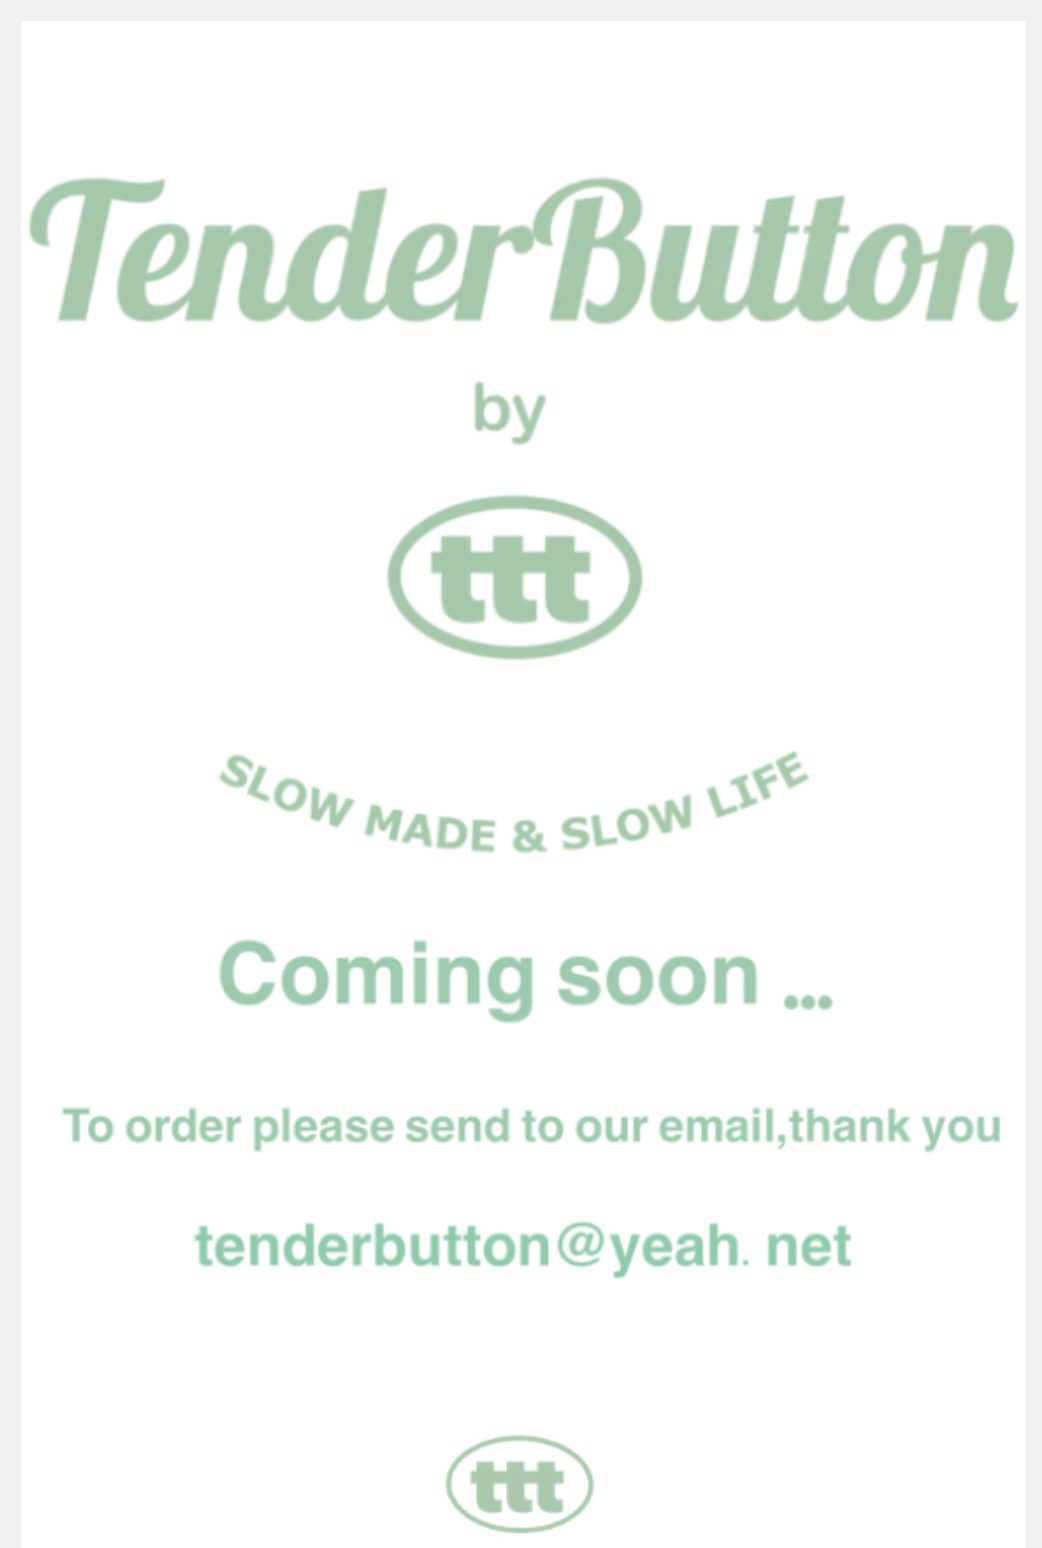 TenderButton
by
ttt
SLOW MADE & SLOW LIFE
Coming soon ...
To order please send to our email,thank you
tenderbutton@yeah. net
ttt